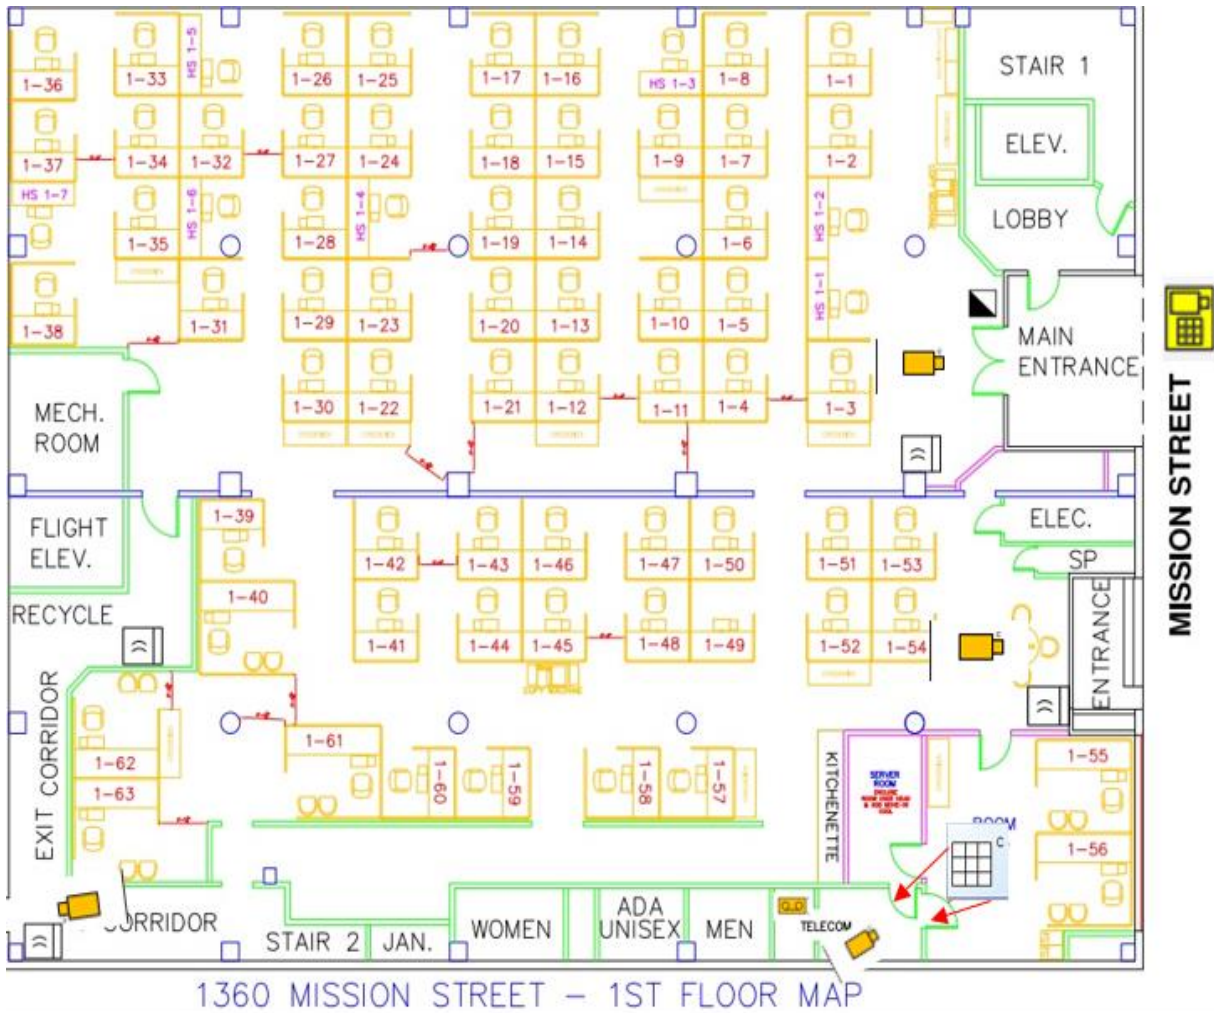 1-36
1-33
HS 1-5
1-26
1-25
1-17
1-16
HS 1-3
1-8
1-1
STAIR 1
1-37
1-34
1-32
1-27
1-24
1-18
1-15
1-9
1-7
1-2
ELEV.
HS 1-7
1-35
HS 1-6
1-28
HS 1-4
1-19
1-14
1-6
HS 1-2
LOBBY
1-38
1-31
1-29
1-23
1-20
1-13
1-10
1-5
HS 1-1
MAIN
ENTRANCE
1-30
1-22
1-21
1-12
1-11
1-4
1-3
MECH.
ROOM
MISSION STREET
FLIGHT
ELEV.
1-39
1-42
1-43
1-46
1-47
1-50
1-51
1-53
ELEC.
SP
RECYCLE
1-40
1-41
1-44
1-45
1-48
1-49
1-52
1-54
C
ENTRANCE
COPY MACHINE
EXIT CORRIDOR
1-62
1-63
1-61
1-60
1-59
1-58
1-57
KITCHENETTE
SERVER
ROOM
1-55
ROOM
C
1-56
CORRIDOR
STAIR 2
JAN.
WOMEN
ADA
UNISEX
MEN
TELECOM
1360 MISSION STREET – 1ST FLOOR MAP